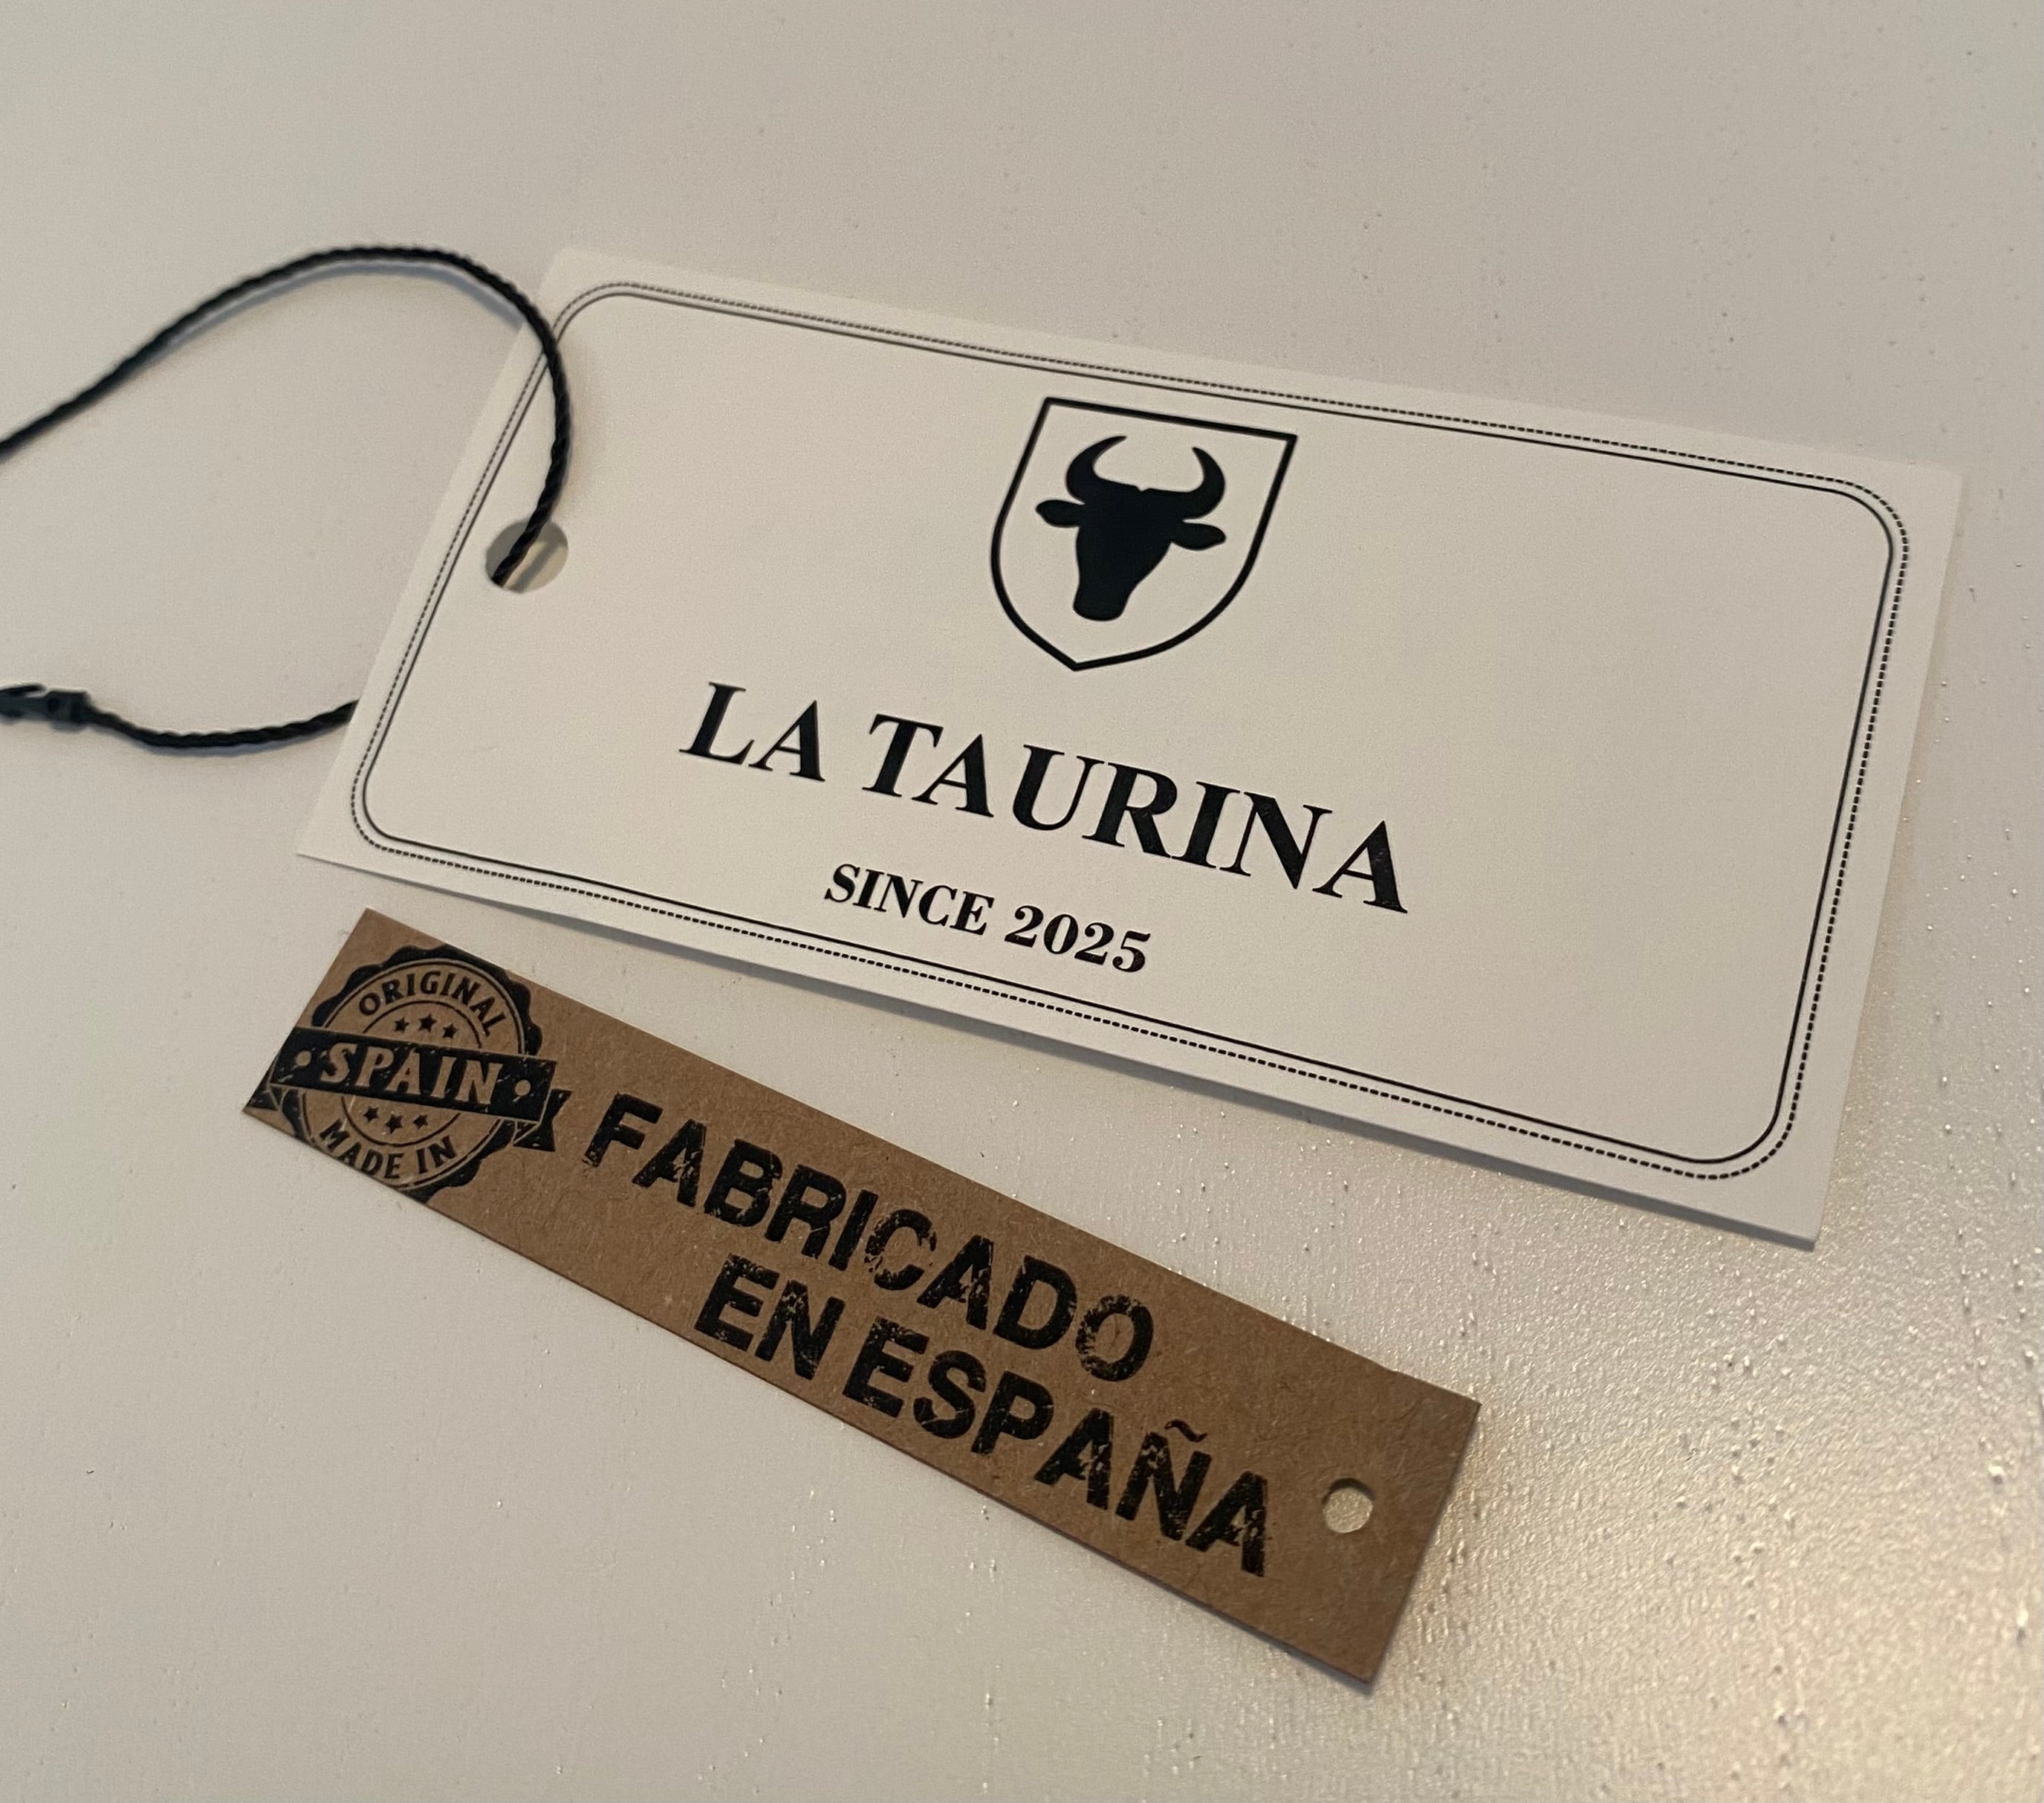 LA TAURINA
SINCE 2025
ORIGINAL
SPAIN
MADE IN
FABRICADO
EN ESPAÑA